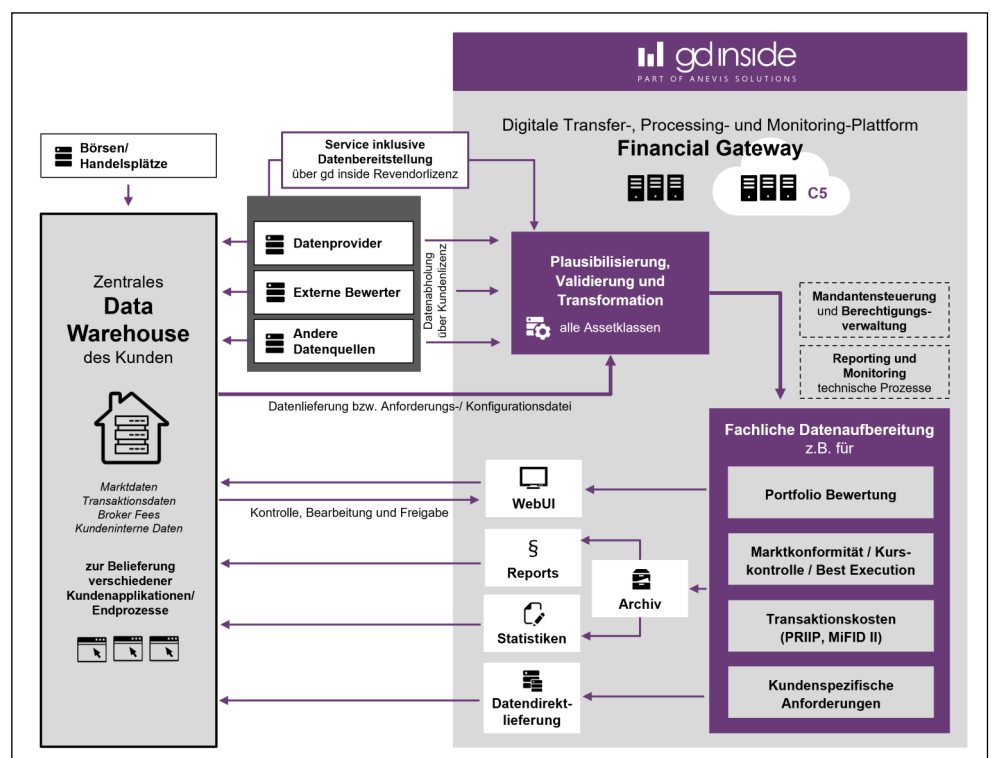 gd inside
PART OF ANEVIS SOLUTIONS
Digitale Transfer-, Processing- und Monitoring-Plattform
Financial Gateway
C5
Börsen/
Handelsplätze
Service inklusive
Datenbereitstellung
über gd inside Revendorlizenz
Datenprovider
Externe Bewerter
Andere
Datenquellen
Datenabholung
über Kundenlizenz
Plausibilisierung,
Validierung und
Transformation
alle Assetklassen
Mandantensteuerung
und Berechtigungs-
verwaltung
Reporting und
Monitoring
technische Prozesse
Zentrales
Data
Warehouse
des Kunden
Marktdaten
Transaktionsdaten
Broker Fees
Kundeninterne Daten
zur Belieferung
verschiedener
Kundenapplikationen/
Endprozesse
Datenlieferung bzw. Anforderungs-/ Konfigurationsdatei
Kontrolle, Bearbeitung und Freigabe
WebUI
§
Reports
Statistiken
Archiv
Datendirekt-
lieferung
Fachliche Datenaufbereitung
z.B. für
Portfolio Bewertung
Marktkonformität / Kurs-
kontrolle / Best Execution
Transaktionskosten
(PRIIP, MiFID II)
Kundenspezifische
Anforderungen